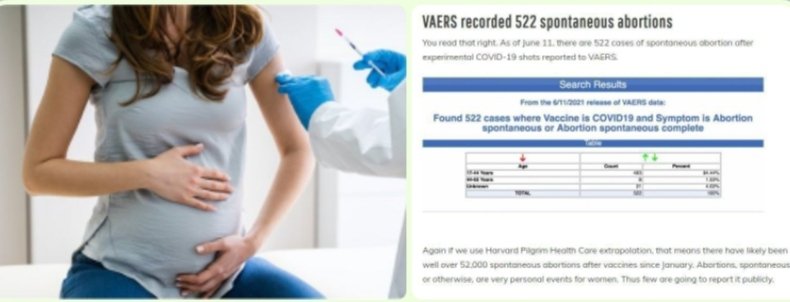 VAERS recorded 522 spontaneous abortions
You read that right. As of June 11, there are 522 cases of spontaneous abortion after
experimental COVID-19 shots reported to VAERS.
Search Results
From the 6/11/2021 release of VAERS data:
Found 522 cases where Vaccine is COVID19 and Symptom is Abortion
spontaneous or Abortion spontaneous complete
Table
Age Count Percent
17-44 Years
Unknown
TOTAL 522 100%
Again if we use Harvard Pilgrim Health Care extrapolation, that means there have likely been
well over 52,000 spontaneous abortions after vaccines since January. Abortions, spontaneous
or otherwise, are very personal events for women. Thus few are going to report it publicly.